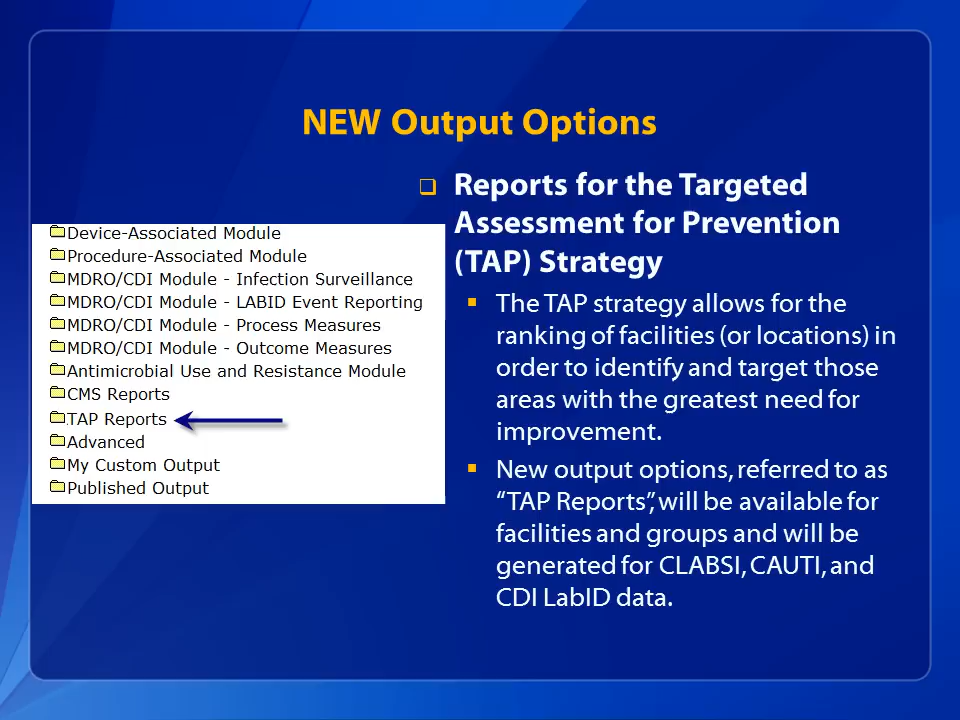 NEW Output Options
Device-Associated Module
Procedure-Associated Module
MDRO/CDI Module - Infection Surveillance
MDRO/CDI Module - LABID Event Reporting
MDRO/CDI Module - Process Measures
MDRO/CDI Module - Outcome Measures
Antimicrobial Use and Resistance Module
CMS Reports
TAP Reports
Advanced
My Custom Output
Published Output
Reports for the Targeted
Assessment for Prevention
(TAP) Strategy
The TAP strategy allows for the
ranking of facilities (or locations) in
order to identify and target those
areas with the greatest need for
improvement.
New output options, referred to as
“TAP Reports”, will be available for
facilities and groups and will be
generated for CLABSI, CAUTI, and
CDI LabID data.